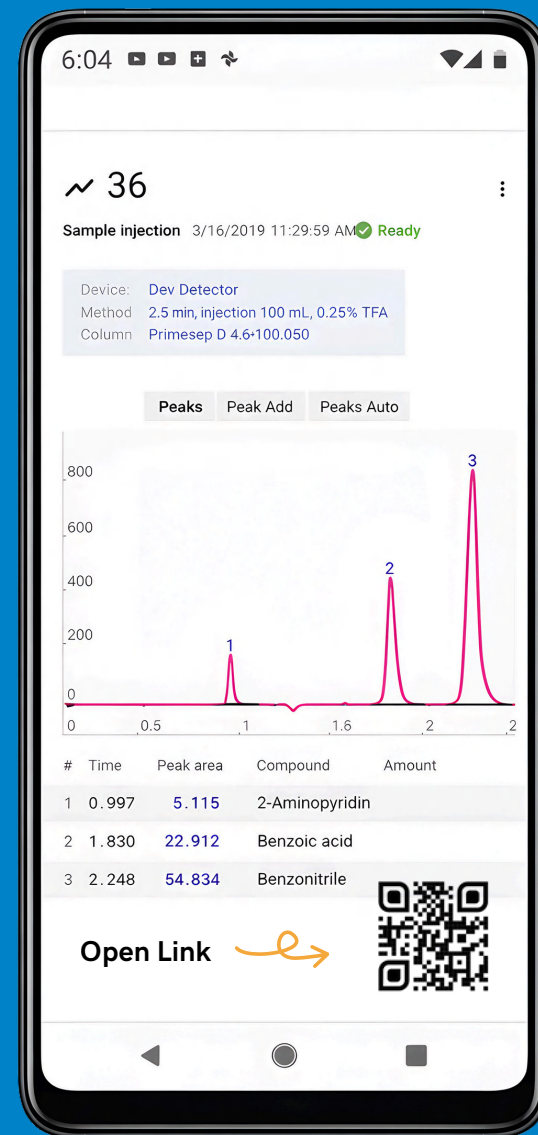 6:04
36
Sample injection 3/16/2019 11:29:59 AM Ready
Device: Dev Detector
Method 2.5 min, injection 100 mL, 0.25% TFA
Column Primesep D 4.6*100.050
Peaks Peak Add Peaks Auto
3
800
600
2
400
200
1
0
0 0.5 1 1.6 2 2
# Time Peak area Compound Amount
1 0.997 5.115 2-Aminopyridin
2 1.830 22.912 Benzoic acid
3 2.248 54.834 Benzonitrile
Open Link